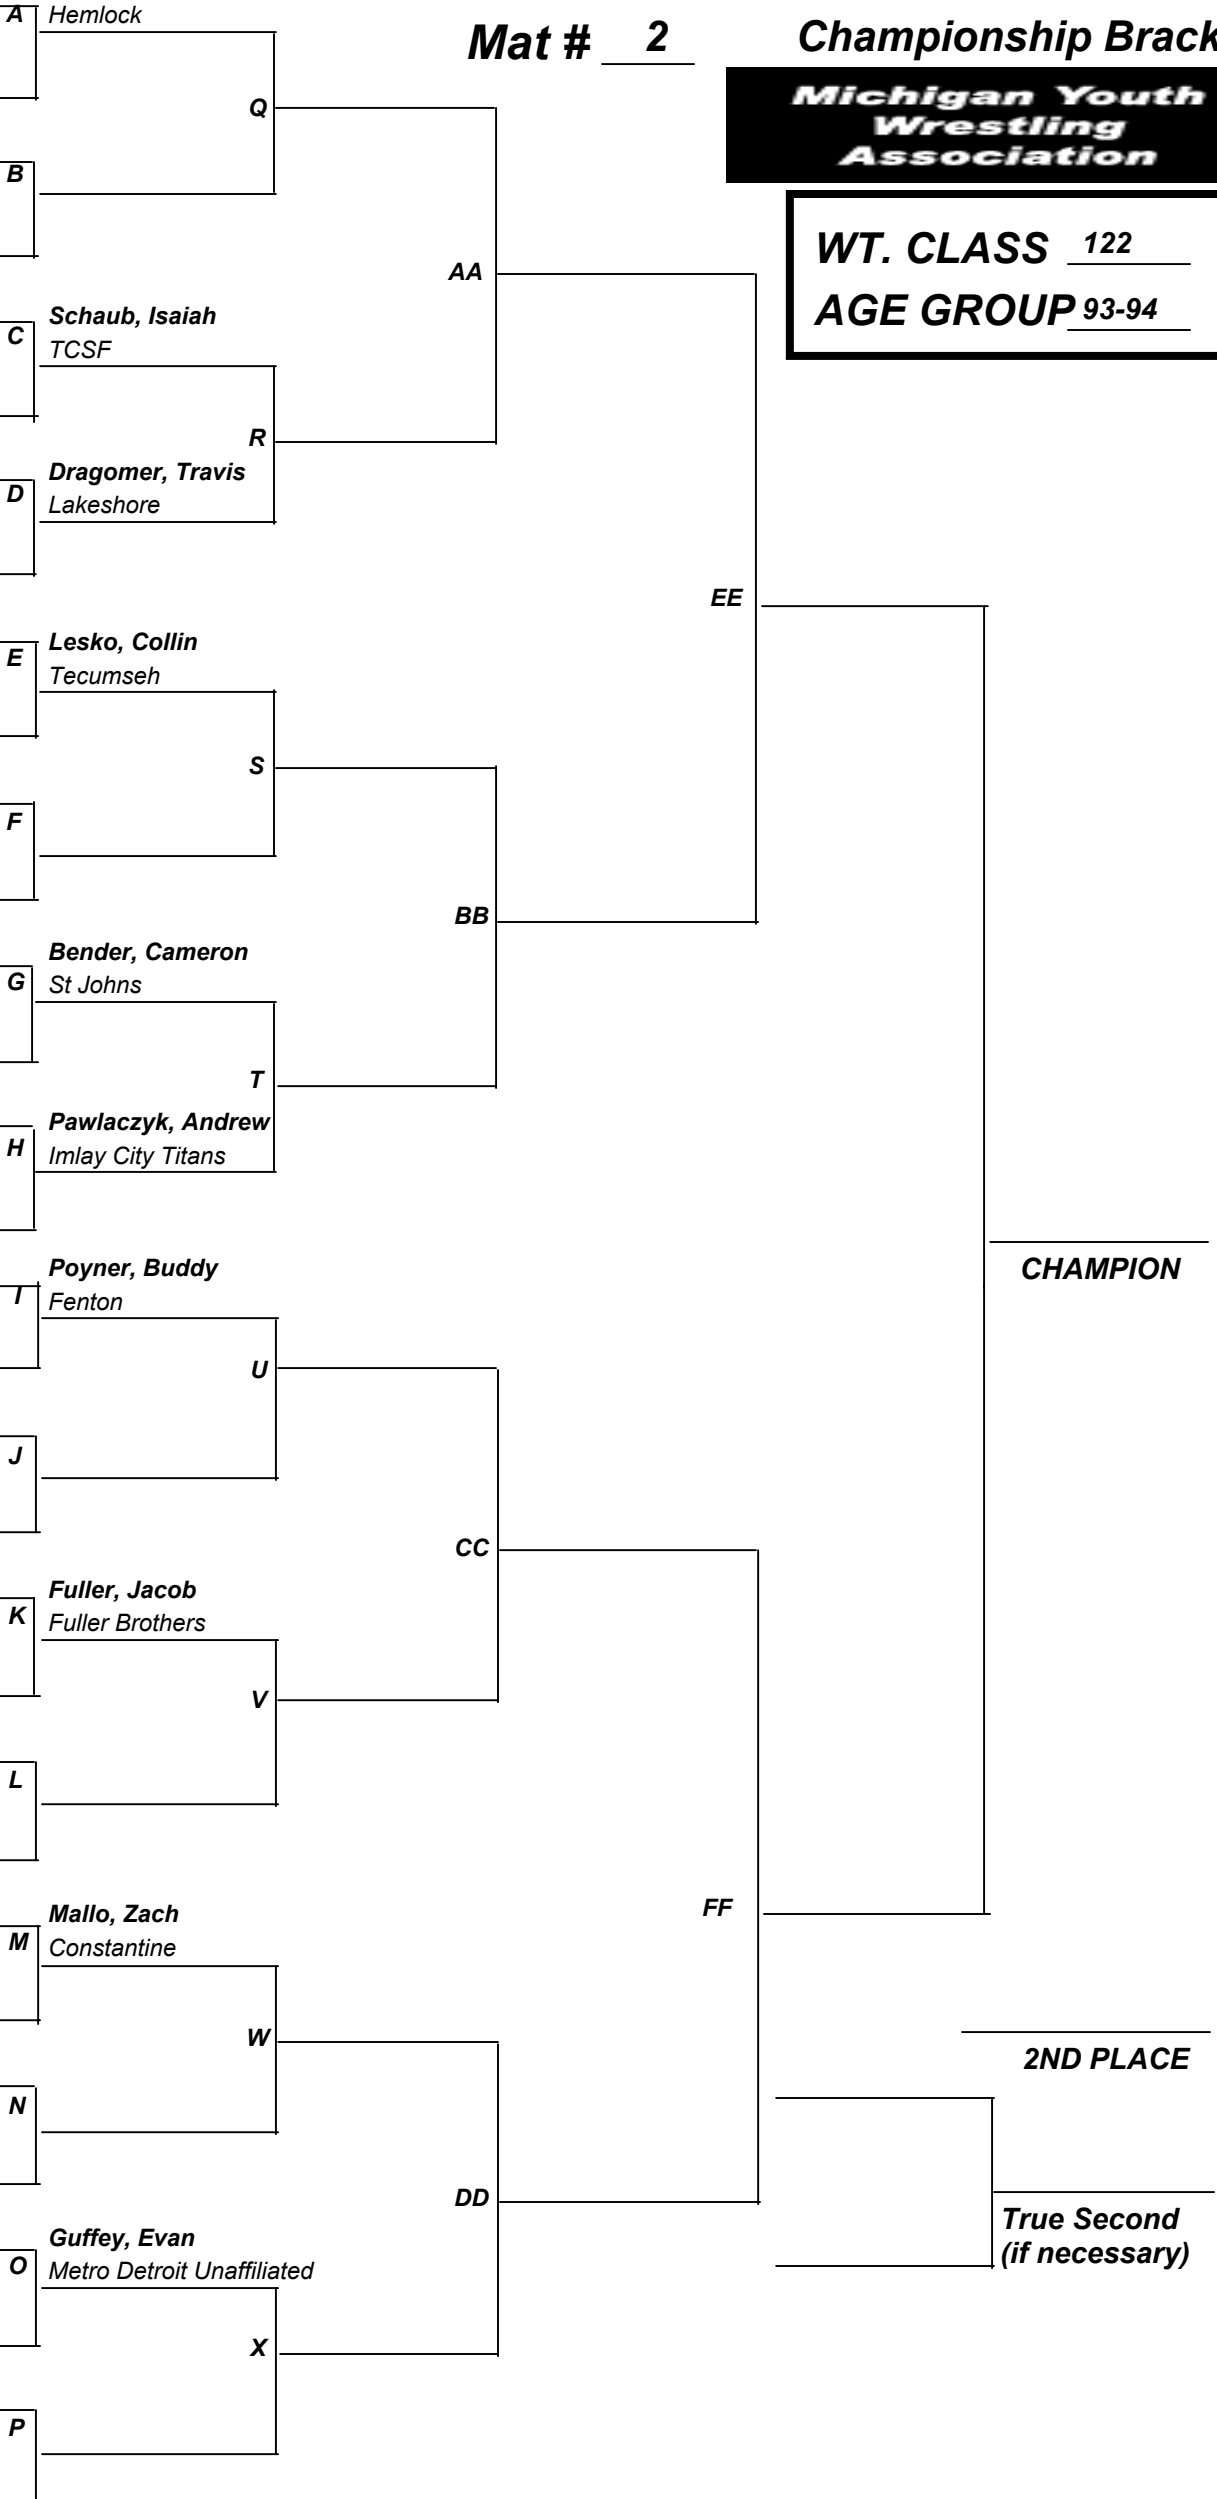 A
Hemlock
Mat # 2
Championship Brack
Michigan Youth
Wrestling
Association
Q
B
WT. CLASS 122
AGE GROUP 93-94
AA
Schaub, Isaiah
C
TCSF
R
Dragomer, Travis
D
Lakeshore
EE
Lesko, Collin
E
Tecumseh
S
F
BB
Bender, Cameron
G
St Johns
T
Pawlaczyk, Andrew
H
Imlay City Titans
Poyner, Buddy
CHAMPION
I
Fenton
U
J
CC
Fuller, Jacob
K
Fuller Brothers
V
L
FF
Mallo, Zach
M
Constantine
W
2ND PLACE
N
DD
True Second
(if necessary)
Guffey, Evan
O
Metro Detroit Unaffiliated
X
P